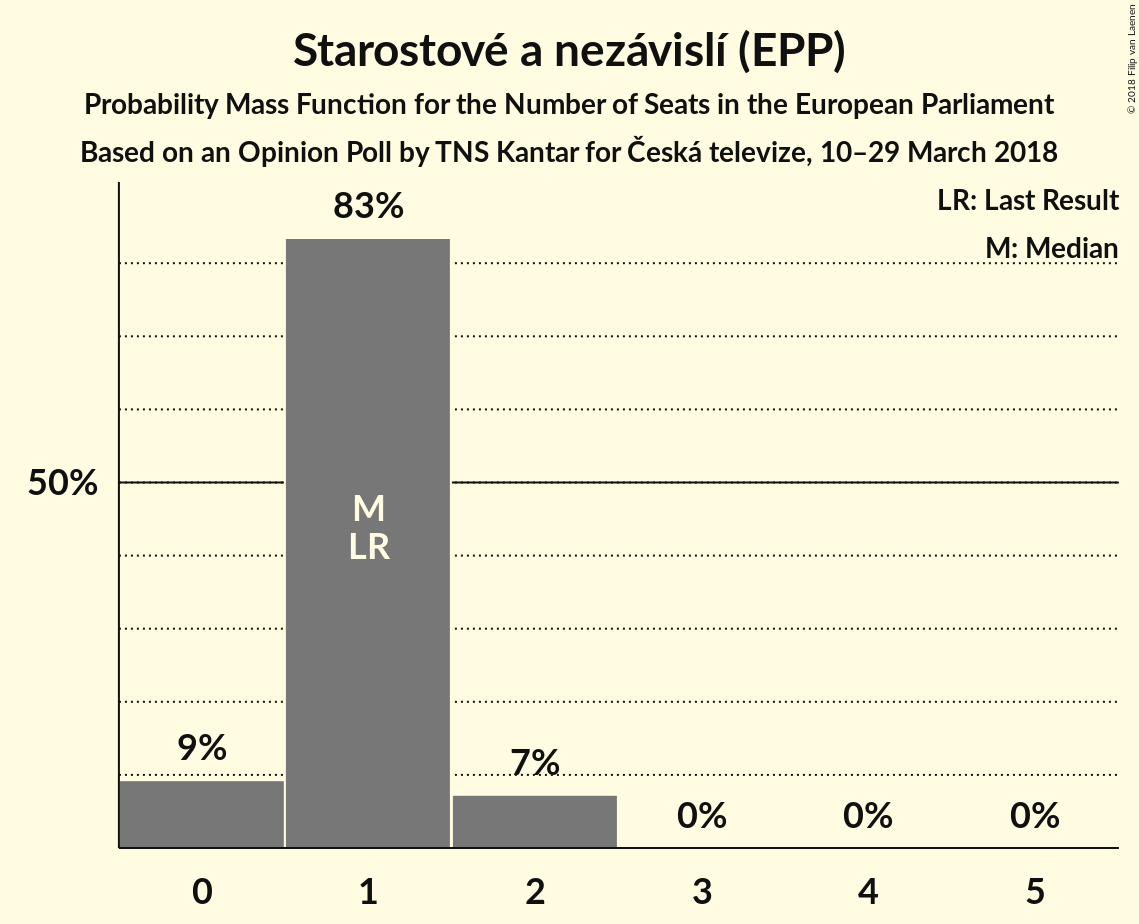 Starostové a nezávislí (EPP)
Probability Mass Function for the Number of Seats in the European Parliament
Based on an Opinion Poll by TNS Kantar for Česká televize, 10–29 March 2018
© 2018 Filip van Laenen
LR: Last Result
M: Median
83%
50%
M
LR
9%
7%
0%
0%
0%
0
1
2
3
4
5